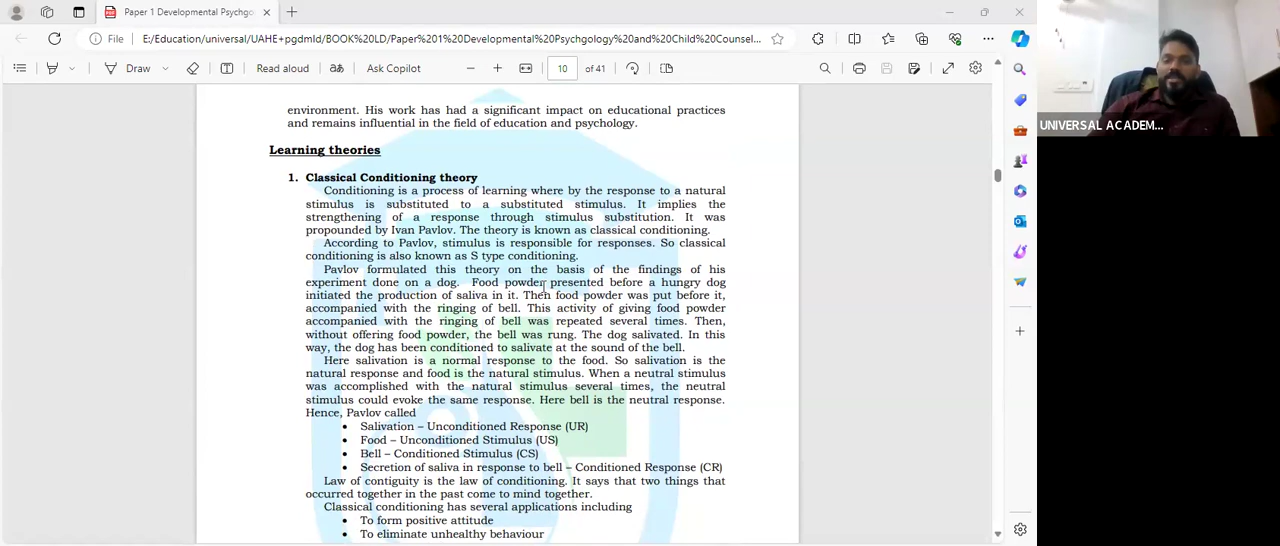 Paper 1 Developmental Psycho
File
E:/Education/universal/UAHE+pgdmld/BOOK%20LD/Paper%201%20Developmental%20Psychgology%20and%20Child%20Counsel...
Draw
Read aloud
Ask Copilot
10
of 41
UNIVERSAL ACADEM...
environment. His work has had a significant impact on educational practices
and remains influential in the field of education and psychology.
Learning theories
1. Classical Conditioning theory
Conditioning is a process of learning where by the response to a natural
stimulus is substituted to a substituted stimulus. It implies the
strengthening of a response through stimulus substitution. It was
propounded by Ivan Pavlov. The theory is known as classical conditioning.
According to Pavlov, stimulus is responsible for responses. So classical
conditioning is also known as S type conditioning.
Pavlov formulated this theory on the basis of the findings of his
experiment done on a dog. Food powder presented before a hungry dog
initiated the production of saliva in it. Then food powder was put before it,
accompanied with the ringing of bell. This activity of giving food powder
accompanied with the ringing of bell was repeated several times. Then,
without offering food powder, the bell was rung. The dog salivated. In this
way, the dog has been conditioned to salivate at the sound of the bell.
Here salivation is a normal response to the food. So salivation is the
natural response and food is the natural stimulus. When a neutral stimulus
was accomplished with the natural stimulus several times, the neutral
stimulus could evoke the same response. Here bell is the neutral response.
Hence, Pavlov called
• Salivation – Unconditioned Response (UR)
• Food – Unconditioned Stimulus (US)
• Bell – Conditioned Stimulus (CS)
• Secretion of saliva in response to bell – Conditioned Response (CR)
Law of contiguity is the law of conditioning. It says that two things that
occurred together in the past come to mind together.
Classical conditioning has several applications including
• To form positive attitude
• To eliminate unhealthy behaviour